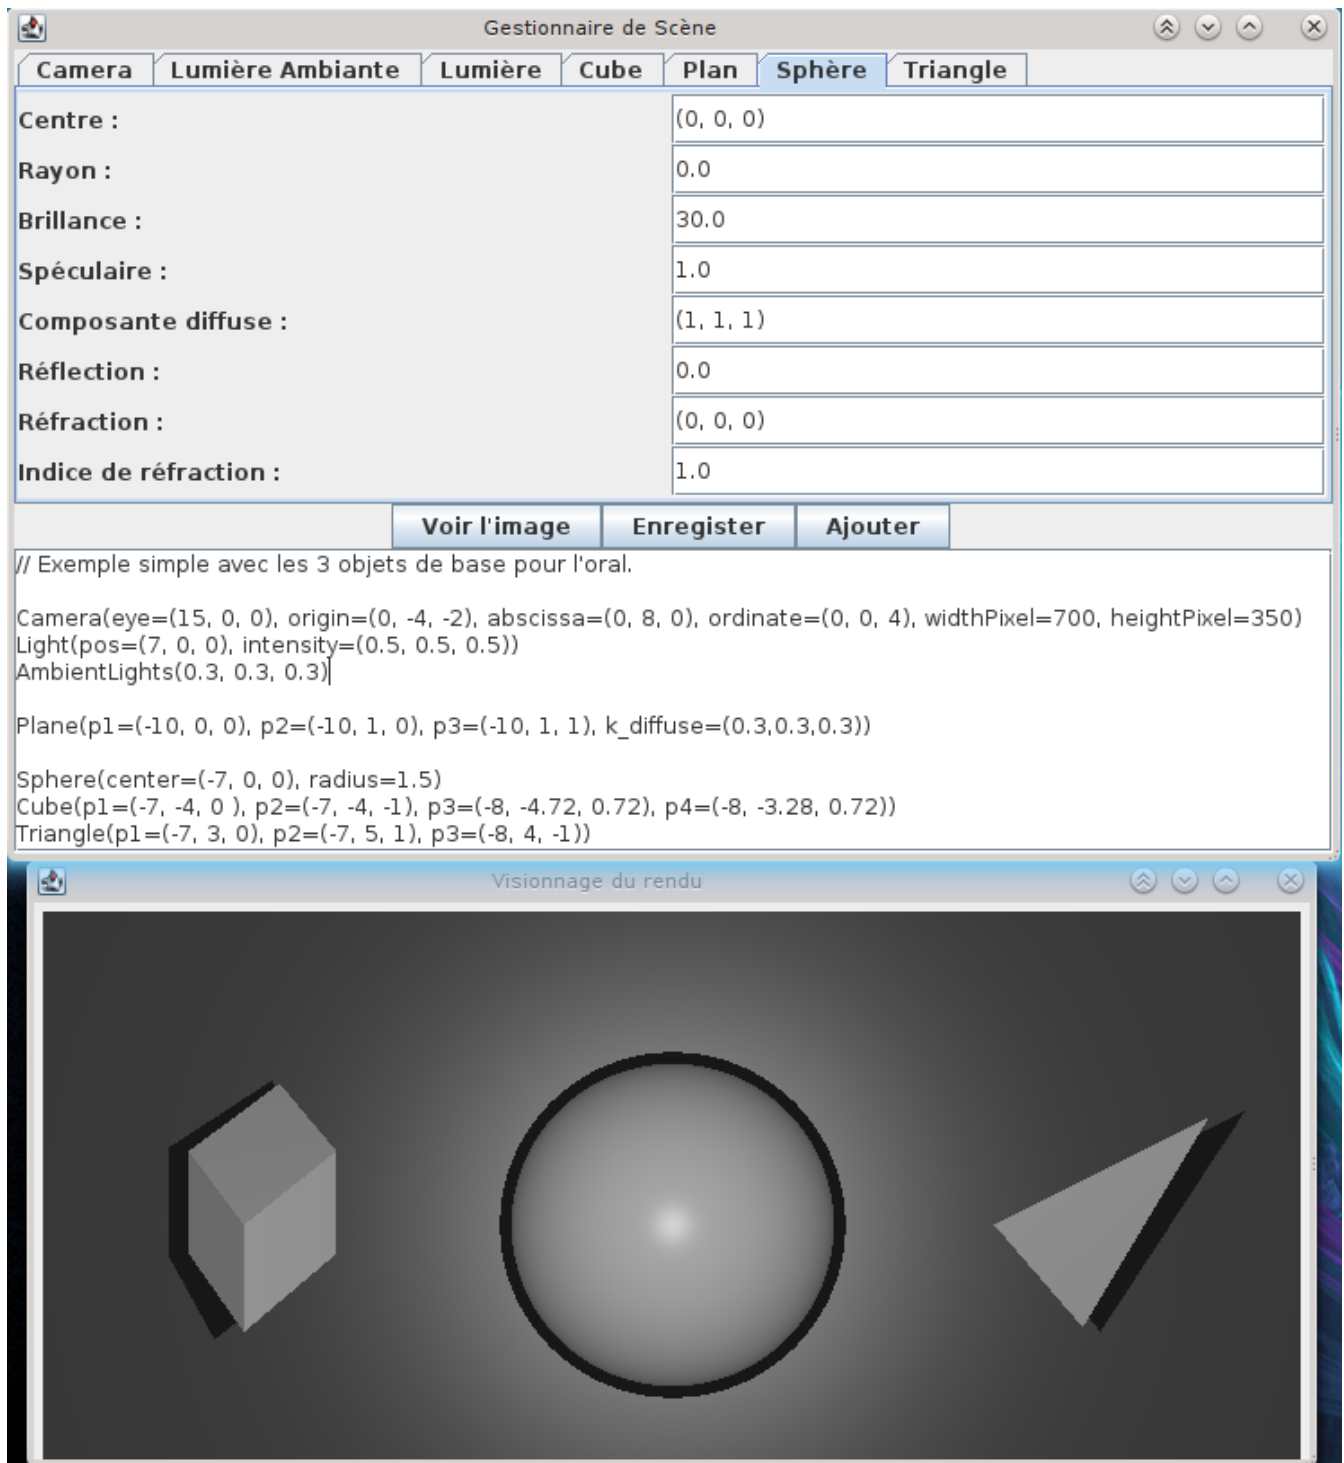 Gestionnaire de Scène
Camera Lumière Ambiante Lumière Cube Plan Sphère Triangle
Centre : (0, 0, 0)
Rayon : 0.0
Brillance : 30.0
Spéculaire : 1.0
Composante diffuse : (1, 1, 1)
Réflection : 0.0
Réfraction : (0, 0, 0)
Indice de réfraction : 1.0
Voir l'image Enregister Ajouter
// Exemple simple avec les 3 objets de base pour l'oral.
Camera(eye=(15, 0, 0), origin=(0, -4, -2), abscissa=(0, 8, 0), ordinate=(0, 0, 4), widthPixel=700, heightPixel=350)
Light(pos=(7, 0, 0), intensity=(0.5, 0.5, 0.5))
AmbientLights(0.3, 0.3, 0.3)
Plane(p1=(-10, 0, 0), p2=(-10, 1, 0), p3=(-10, 1, 1), k_diffuse=(0.3,0.3,0.3))
Sphere(center=(-7, 0, 0), radius=1.5)
Cube(p1=(-7, -4, 0 ), p2=(-7, -4, -1), p3=(-8, -4.72, 0.72), p4=(-8, -3.28, 0.72))
Triangle(p1=(-7, 3, 0), p2=(-7, 5, 1), p3=(-8, 4, -1))
Visionnage du rendu